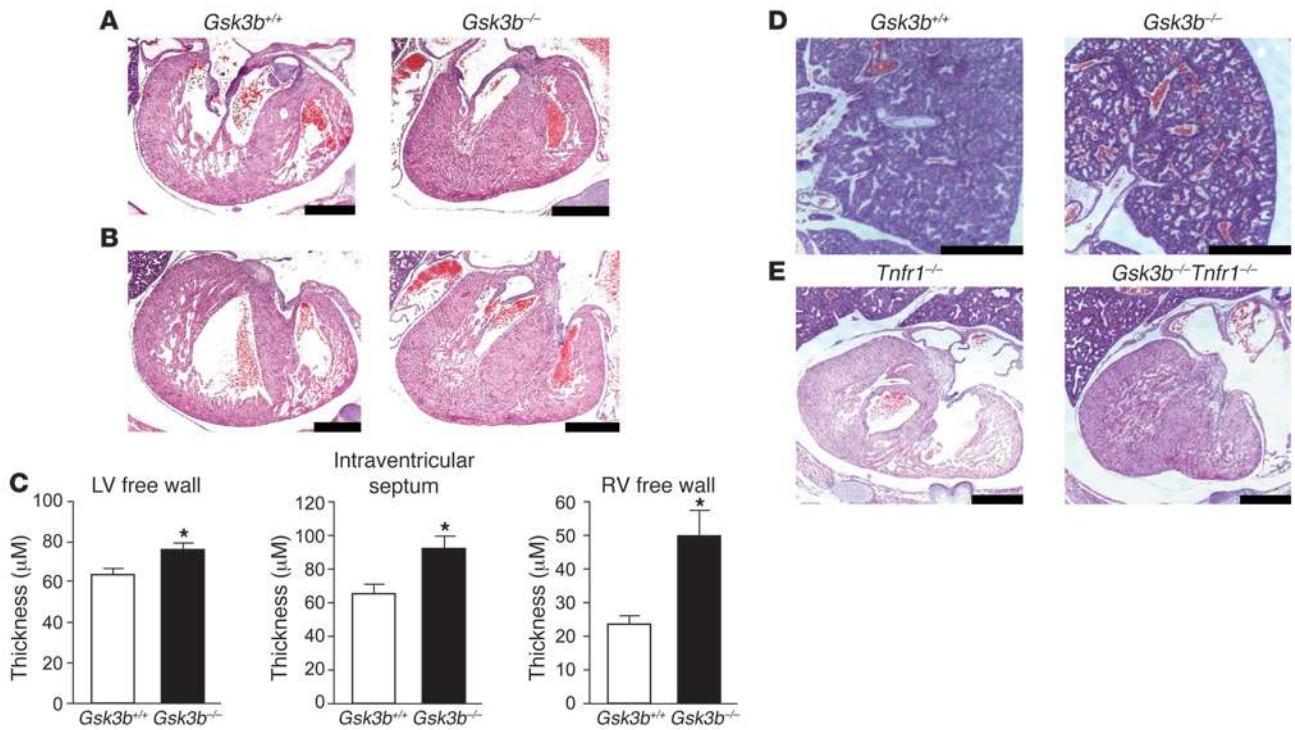 A
Gsk3b+/+
Gsk3b–/–
B
C
LV free wall
Thickness (μM)
100
80
60
40
20
0
Gsk3b+/+
Gsk3b–/–
*
Intraventricular
septum
Thickness (μM)
120
100
80
60
40
20
0
Gsk3b+/+
Gsk3b–/–
*
RV free wall
Thickness (μM)
60
50
40
30
20
10
0
Gsk3b+/+
Gsk3b–/–
*
D
Gsk3b+/+
Gsk3b–/–
E
Tnfr1–/–
Gsk3b–/–Tnfr1–/–